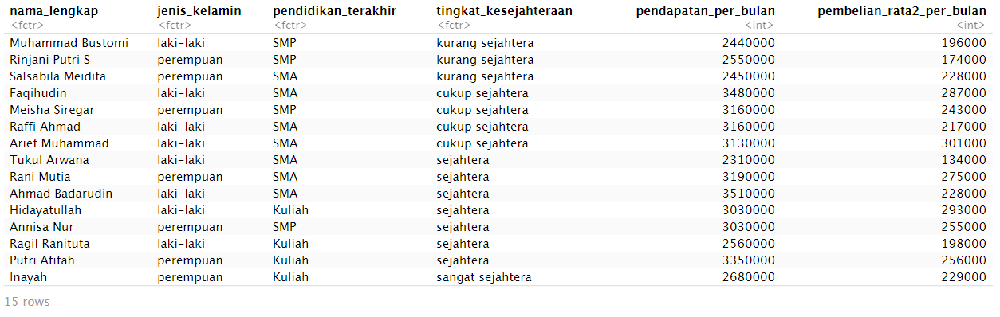 nama_lengkap jenis_kelamin pendidikan_terakhir tingkat_kesejahteraan pendapatan_per_bulan pembelian_rata2_per_bulan
<fctr> <fctr> <fctr> <fctr> <int> <int>
Muhammad Bustomi laki-laki SMP kurang sejahtera 2440000 196000
Rinjani Putri S perempuan SMP kurang sejahtera 2550000 174000
Salsabila Meidita perempuan SMA kurang sejahtera 2450000 228000
Faqihudin laki-laki SMA cukup sejahtera 3480000 287000
Meisha Siregar perempuan SMP cukup sejahtera 3160000 243000
Raffi Ahmad laki-laki SMA cukup sejahtera 3160000 217000
Arief Muhammad laki-laki SMA cukup sejahtera 3130000 301000
Tukul Arwana laki-laki SMA sejahtera 2310000 134000
Rani Mutia perempuan SMA sejahtera 3190000 275000
Ahmad Badarudin laki-laki SMA sejahtera 3510000 228000
Hidayatullah laki-laki Kuliah sejahtera 3030000 293000
Annisa Nur perempuan SMP sejahtera 3030000 255000
Ragil Ranituta laki-laki Kuliah sejahtera 2560000 198000
Putri Afifah perempuan Kuliah sejahtera 3350000 256000
Inayah perempuan Kuliah sangat sejahtera 2680000 229000
15 rows